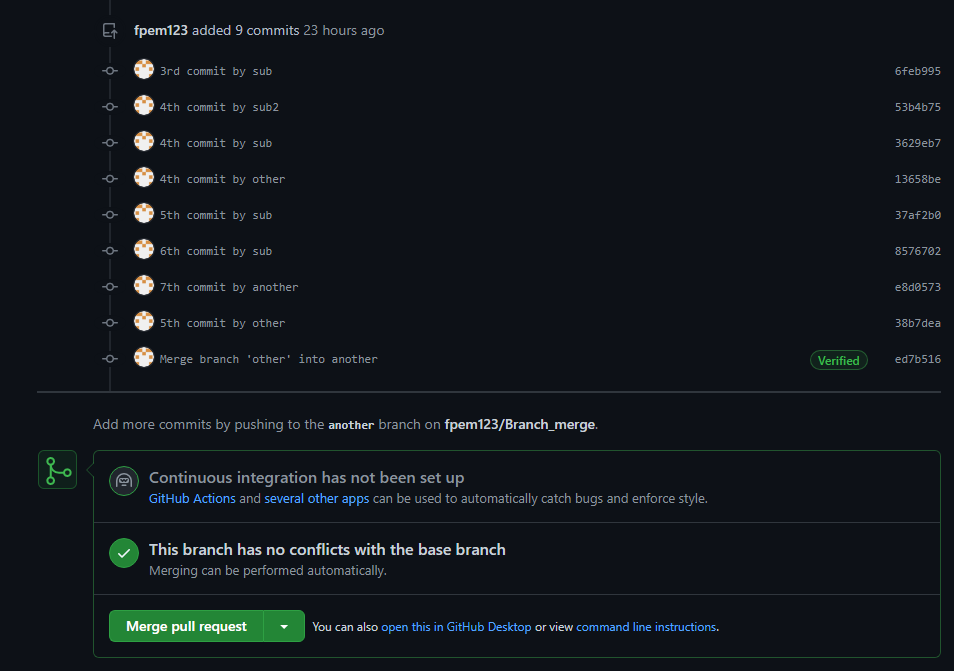 fpem123 added 9 commits 23 hours ago
3rd commit by sub 6feb995
4th commit by sub2 53b4b75
4th commit by sub 3629eb7
4th commit by other 13658be
5th commit by sub 37af2b0
6th commit by sub 8576702
7th commit by another e8d0573
5th commit by other 38b7dea
Merge branch 'other' into another Verified ed7b516
Add more commits by pushing to the another branch on fpem123/Branch_merge.
Continuous integration has not been set up
GitHub Actions and several other apps can be used to automatically catch bugs and enforce style.
This branch has no conflicts with the base branch
Merging can be performed automatically.
Merge pull request You can also open this in GitHub Desktop or view command line instructions.